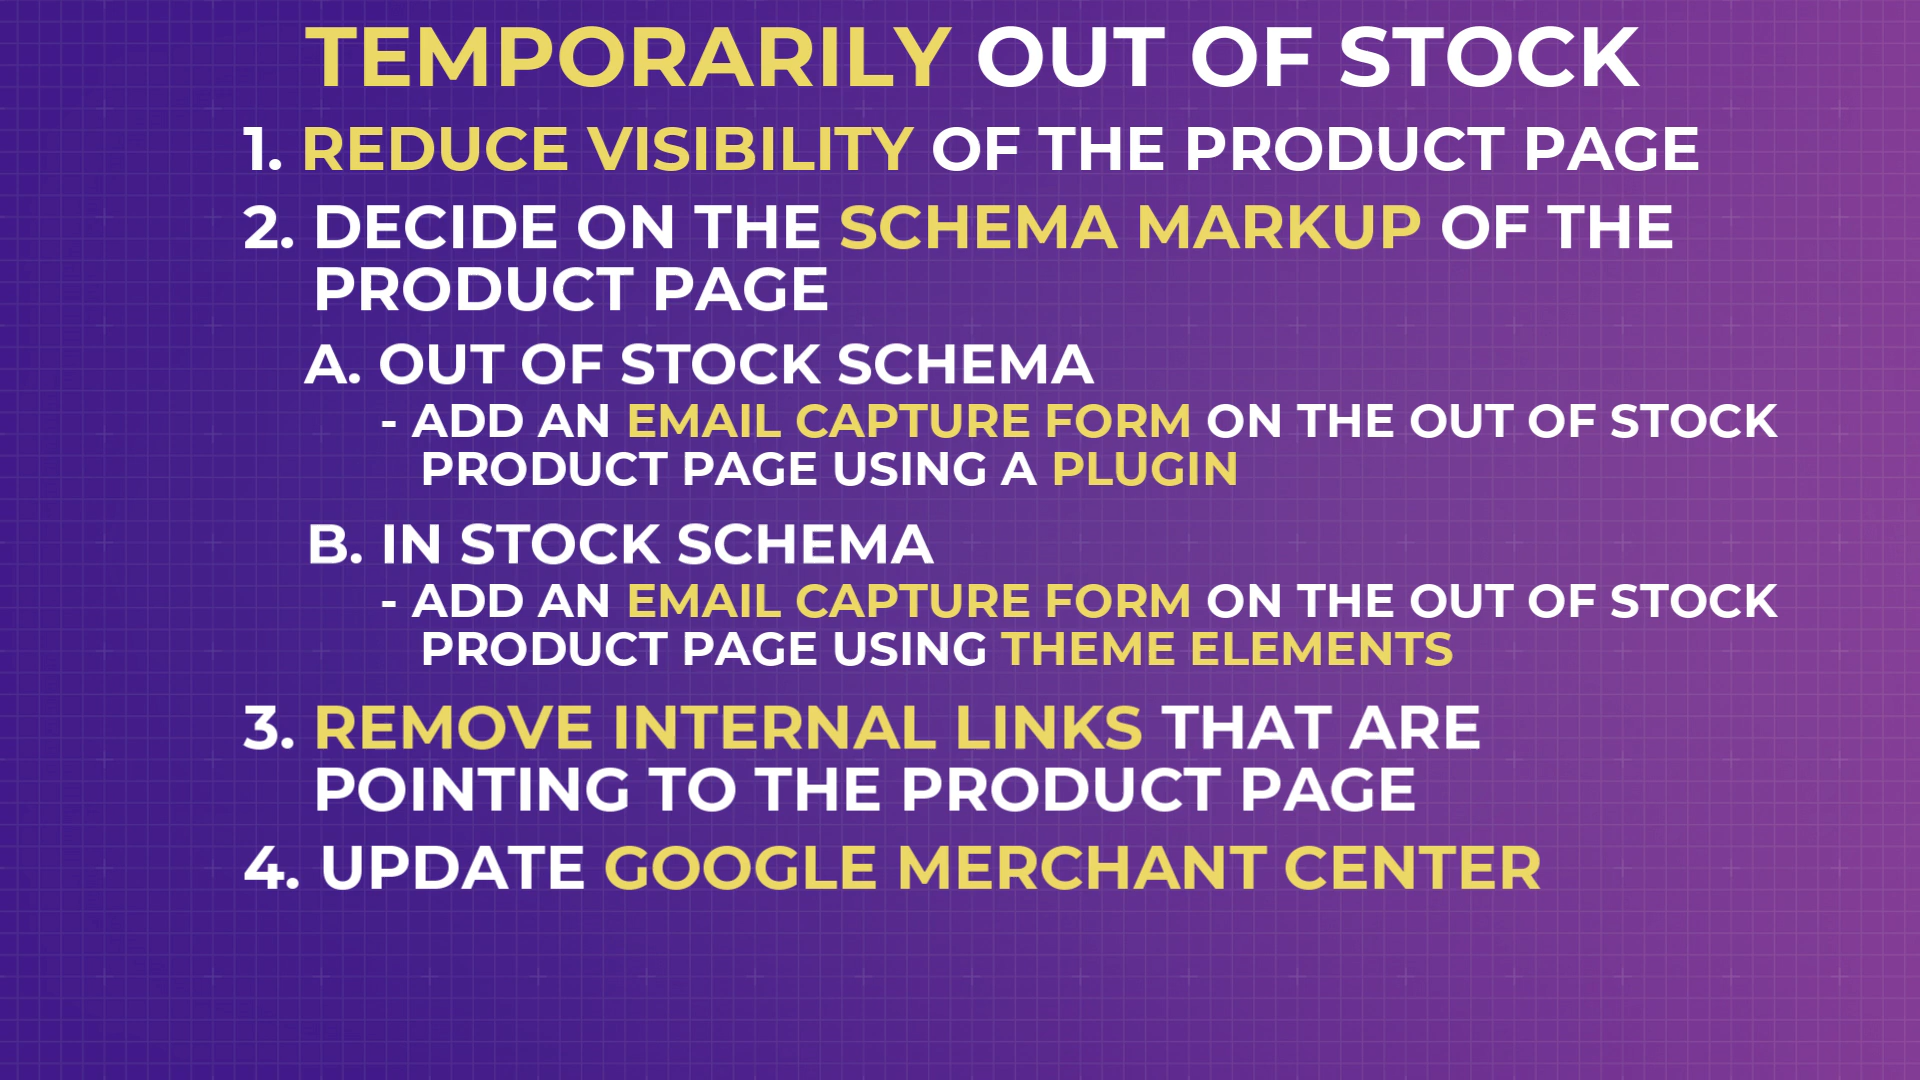 TEMPORARILY OUT OF STOCK
1. REDUCE VISIBILITY OF THE PRODUCT PAGE
2. DECIDE ON THE SCHEMA MARKUP OF THE
PRODUCT PAGE
A. OUT OF STOCK SCHEMA
- ADD AN EMAIL CAPTURE FORM ON THE OUT OF STOCK
PRODUCT PAGE USING A PLUGIN
B. IN STOCK SCHEMA
- ADD AN EMAIL CAPTURE FORM ON THE OUT OF STOCK
PRODUCT PAGE USING THEME ELEMENTS
3. REMOVE INTERNAL LINKS THAT ARE
POINTING TO THE PRODUCT PAGE
4. UPDATE GOOGLE MERCHANT CENTER